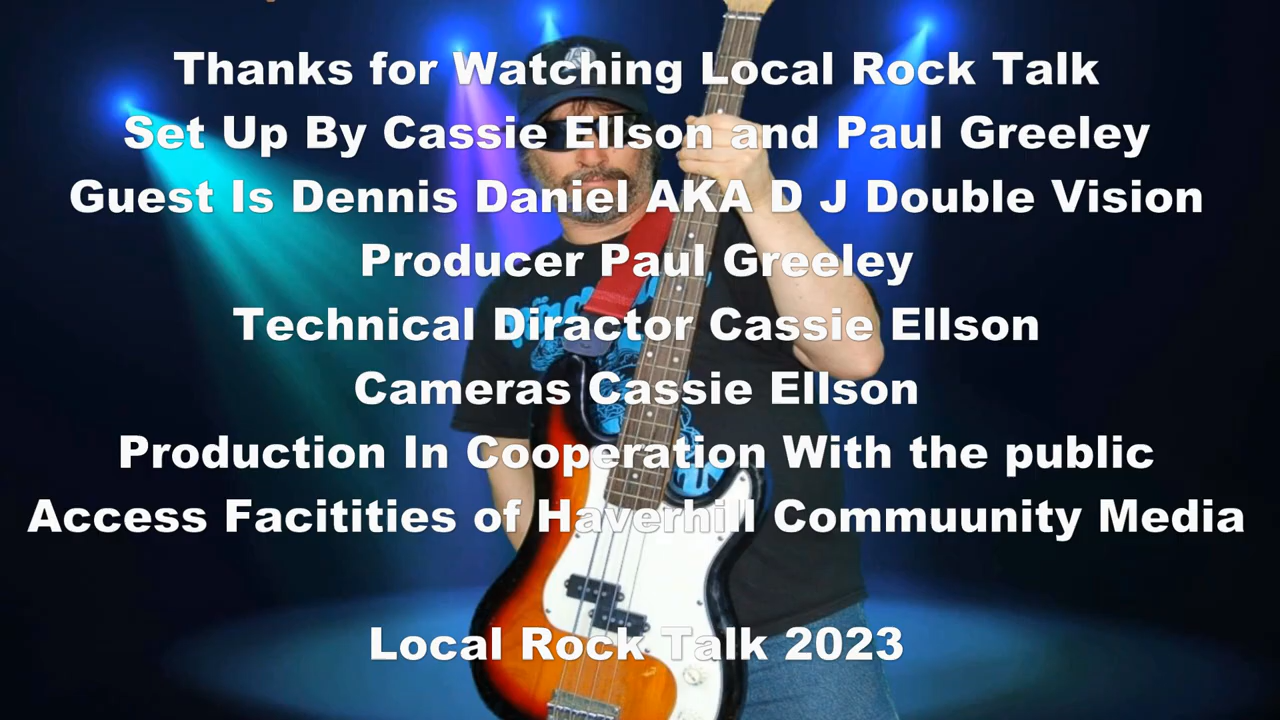 Thanks for Watching Local Rock Talk
Set Up By Cassie Ellson and Paul Greeley
Guest Is Dennis Daniel AKA D J Double Vision
Producer Paul Greeley
Technical Diractor Cassie Ellson
Cameras Cassie Ellson
Production In Cooperation With the public
Access Facitities of Haverhill Commuunity Media
Local Rock Talk 2023